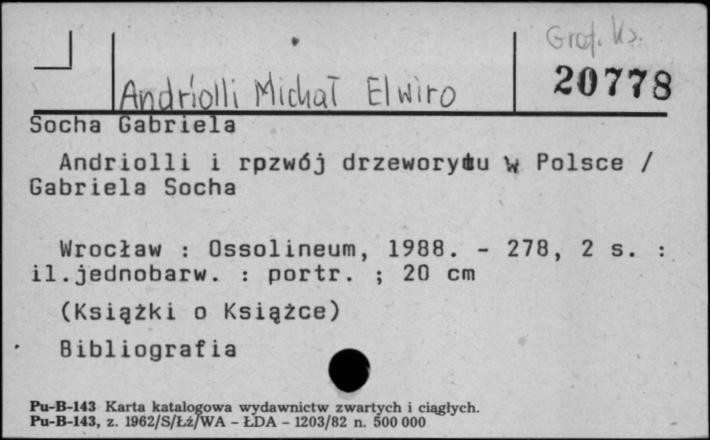 Graf. Ks.
20778
Andriolli Michał Elwiro
Socha Gabriela
Andriolli i rpzwój drzeworytu w Polsce /
Gabriela Socha
Wrocław : Ossolineum, 1988. - 278, 2 s. :
il.jednobarw. : portr. ; 20 cm
(Książki o Książce)
Bibliografia
Pu-B-143 Karta katalogowa wydawnictw zwartych i ciągłych.
Pu-B-143, z. 1962/S/Łż/WA - ŁDA - 1203/82 n. 500 000